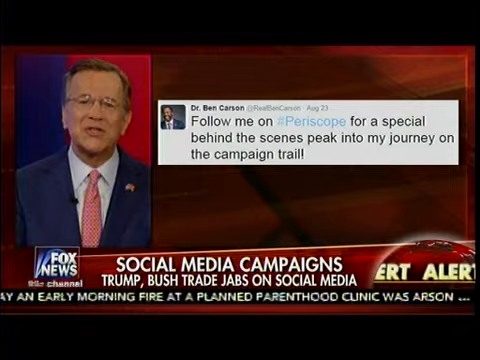 Dr. Ben Carson @RealBenCarson · Aug 23
Follow me on #Periscope for a special
behind the scenes peak into my journey on
the campaign trail!
FOX
NEWS
channel
SOCIAL MEDIA CAMPAIGNS
TRUMP, BUSH TRADE JABS ON SOCIAL MEDIA
ERT ALERT
AY AN EARLY MORNING FIRE AT A PLANNED PARENTHOOD CLINIC WAS ARSON ...